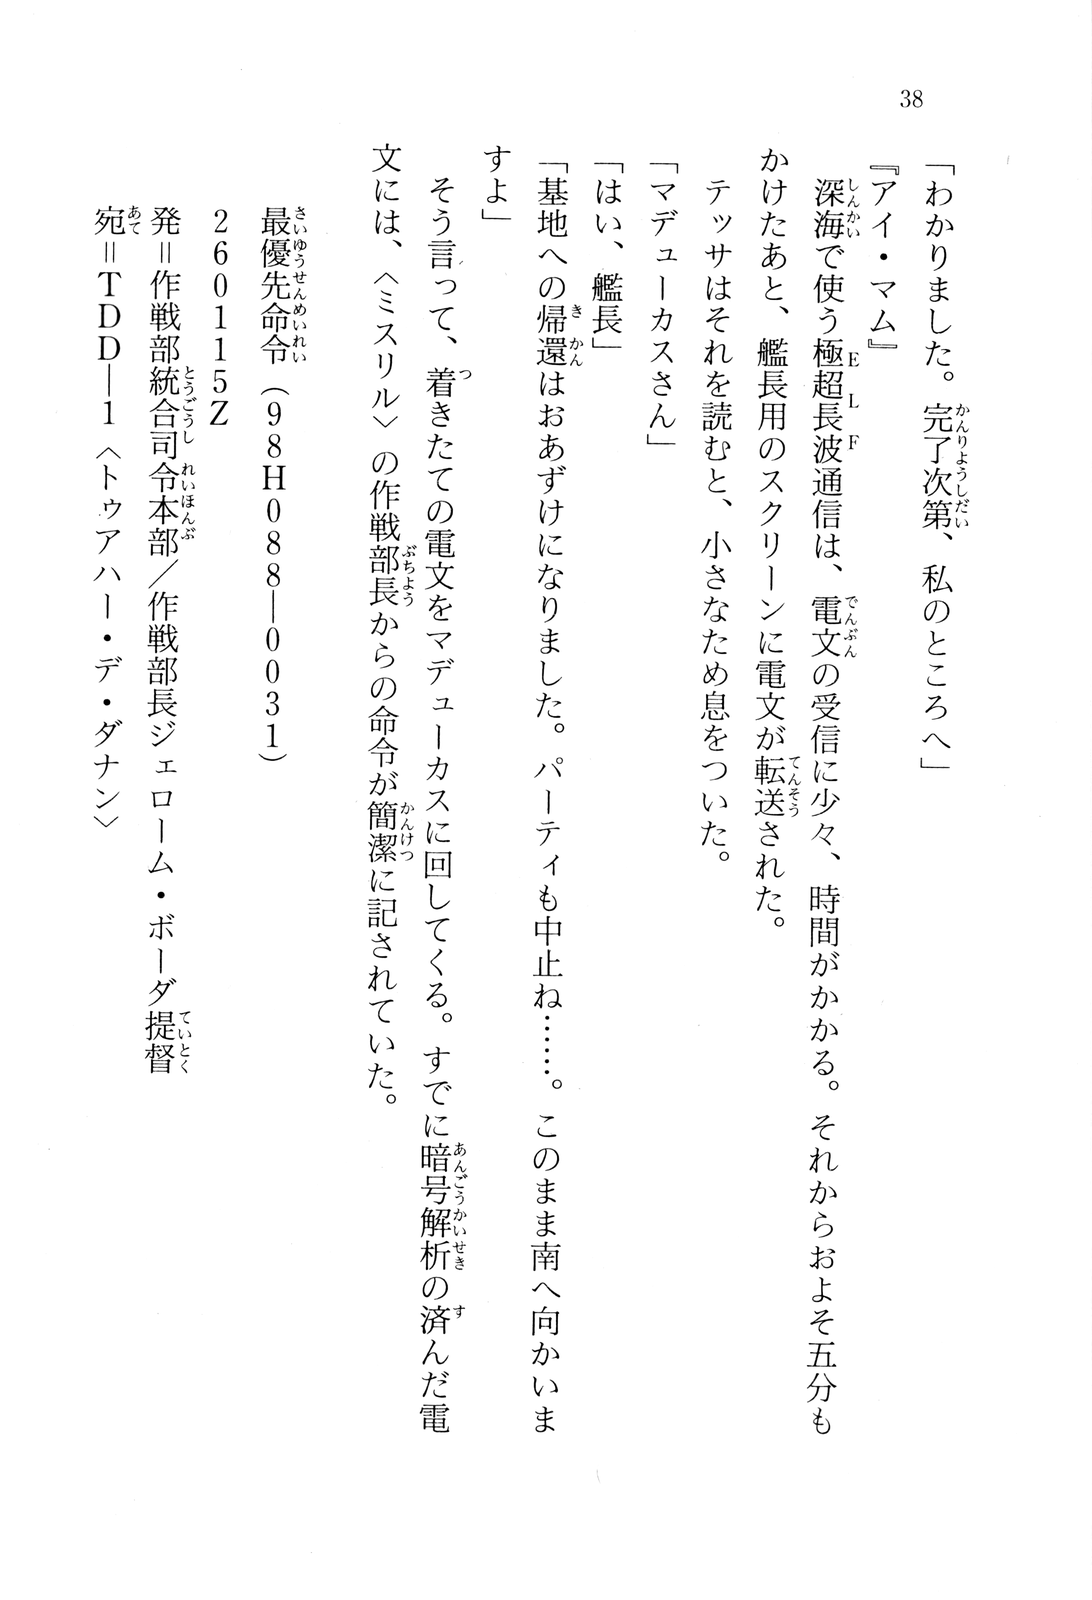 38
「わかりました。完了次第、私のところへ」
『アイ・マム』
　深海で使う極超長波通信は、電文の受信に少々、時間がかかる。それからおよそ五分も
かけたあと、艦長用のスクリーンに電文が転送された。
　テッサはそれを読むと、小さなため息をついた。
「マデューカスさん」
「はい、艦長」
「基地への帰還はおあずけになりました。パーティも中止ね……。このまま南へ向かいま
すよ」
　そう言って、着きたての電文をマデューカスに回してくる。すでに暗号解析の済んだ電
文には、〈ミスリル〉の作戦部長からの命令が簡潔に記されていた。
最優先命令（98H088―0031）
260115Z
発＝作戦部統合司令本部／作戦部長ジェローム・ボーダ提督
宛＝TDD―1〈トゥアハー・デ・ダナン〉